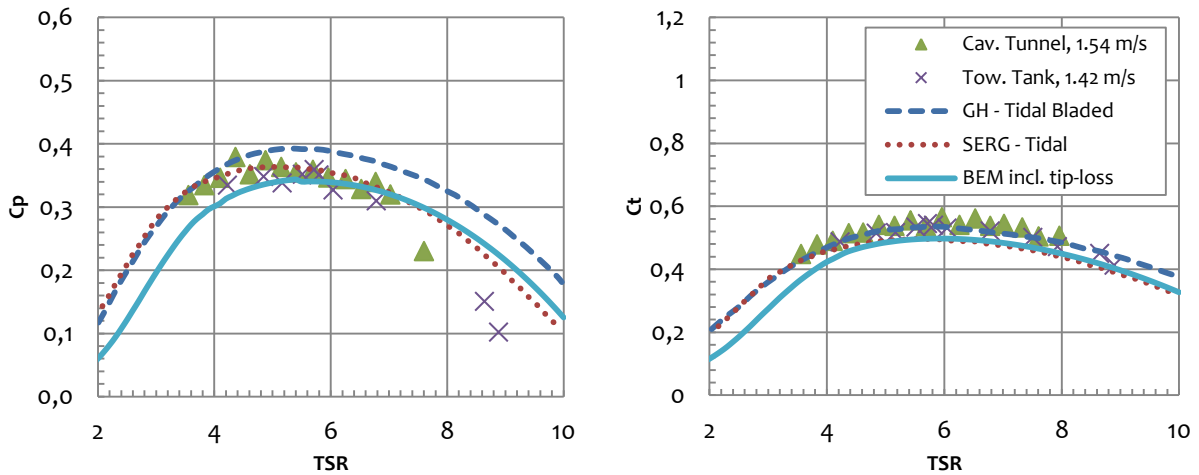 0,6
0,5
0,4
0,3
0,2
0,1
0,0
Cp
2 4 6 8 10
TSR
1,2
1
0,8
0,6
0,4
0,2
0
Ct
2 4 6 8 10
TSR
Cav. Tunnel, 1.54 m/s
Tow. Tank, 1.42 m/s
GH - Tidal Bladed
SERG - Tidal
BEM incl. tip-loss